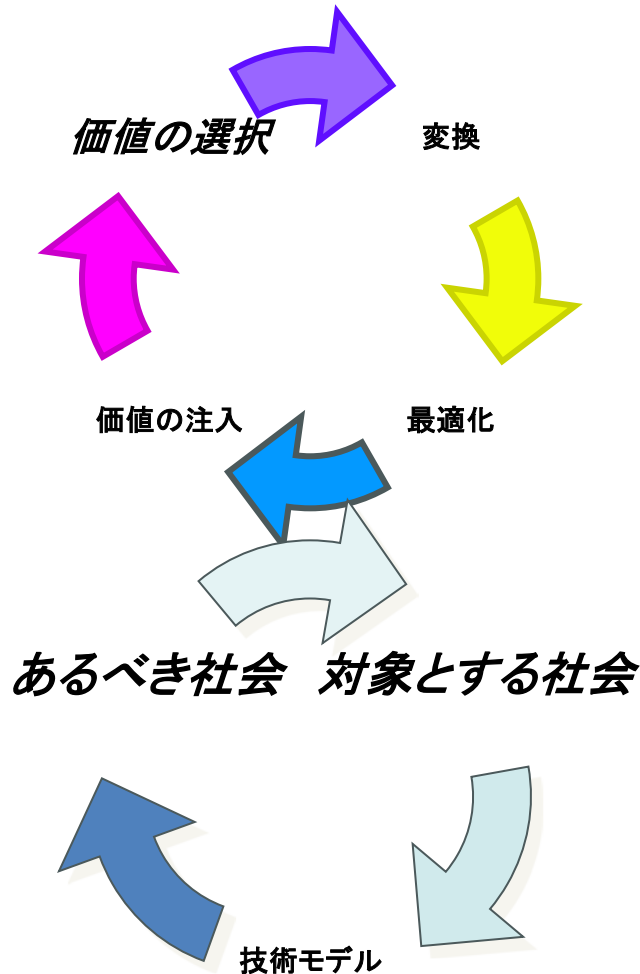 価値の選択
変換
価値の注入
最適化
あるべき社会
対象とする社会
技術モデル